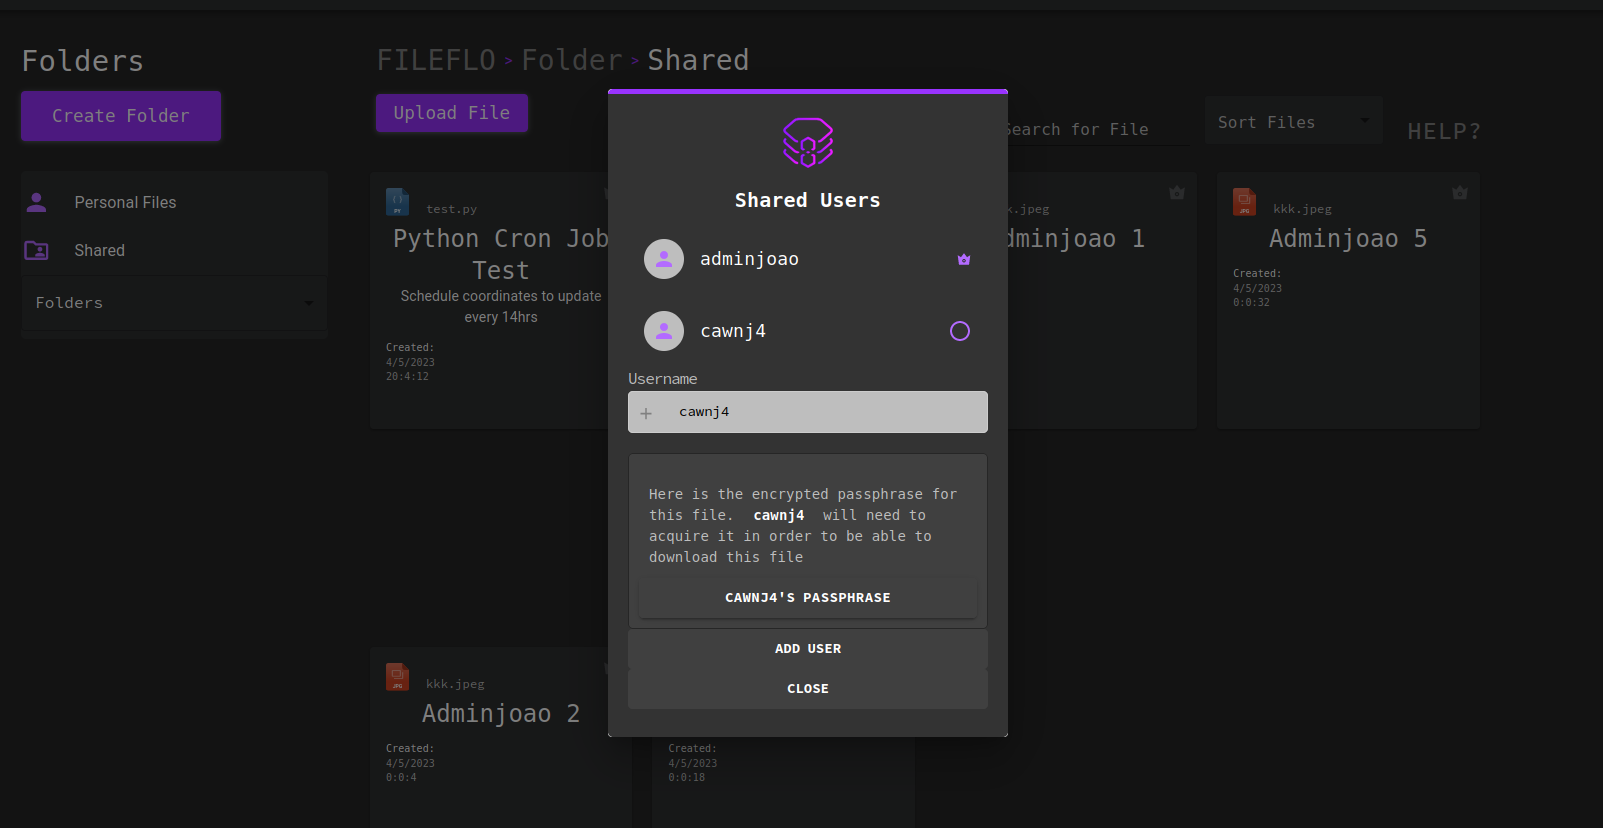 Folders
Create Folder
Personal Files
Shared
Folders
FILEFLO > Folder > Shared
Upload File
Search for File
Sort Files
HELP?
test.py
Python Cron Job
Test
Schedule coordinates to update
every 14hrs
Created:
4/5/2023
20:4:12
k.jpeg
dminjoao 1
kkk.jpeg
Adminjoao 5
Created:
4/5/2023
0:0:32
Shared Users
adminjoao
cawnj4
Username
+ cawnj4
Here is the encrypted passphrase for
this file. cawnj4 will need to
acquire it in order to be able to
download this file
CAWNJ4'S PASSPHRASE
ADD USER
CLOSE
kkk.jpeg
Adminjoao 2
Created:
4/5/2023
0:0:4
Created:
4/5/2023
0:0:18